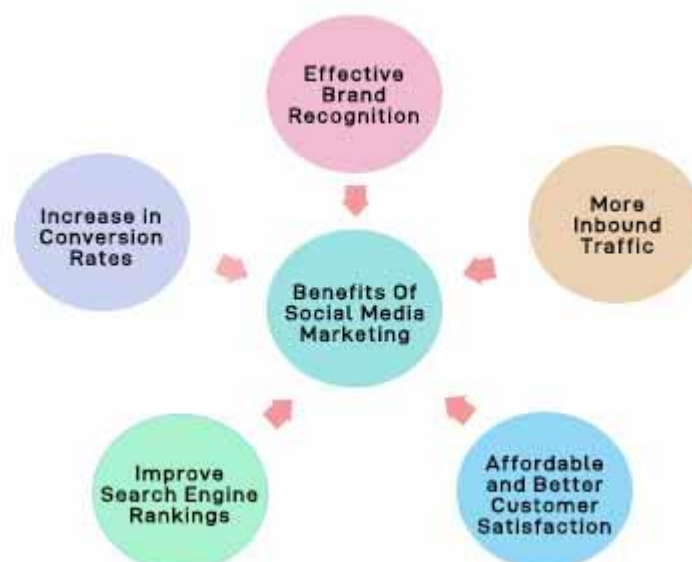 Effective
Brand
Recognition
Increase in
Conversion
Rates
More
Inbound
Traffic
Benefits Of
Social Media
Marketing
Improve
Search Engine
Rankings
Affordable
and Better
Customer
Satisfaction